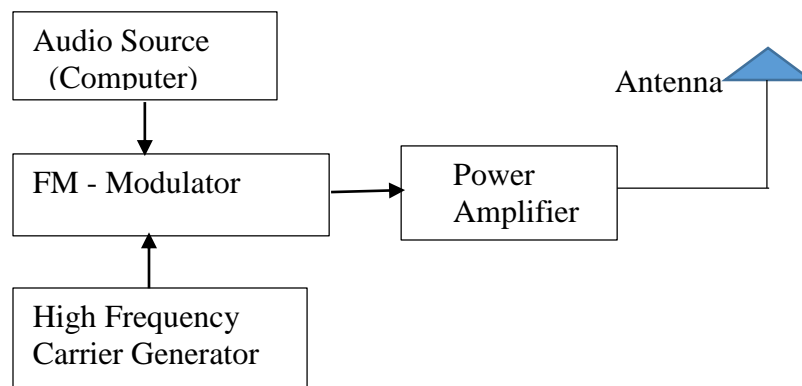 Audio Source
(Computer)
Antenna
FM - Modulator
Power
Amplifier
High Frequency
Carrier Generator